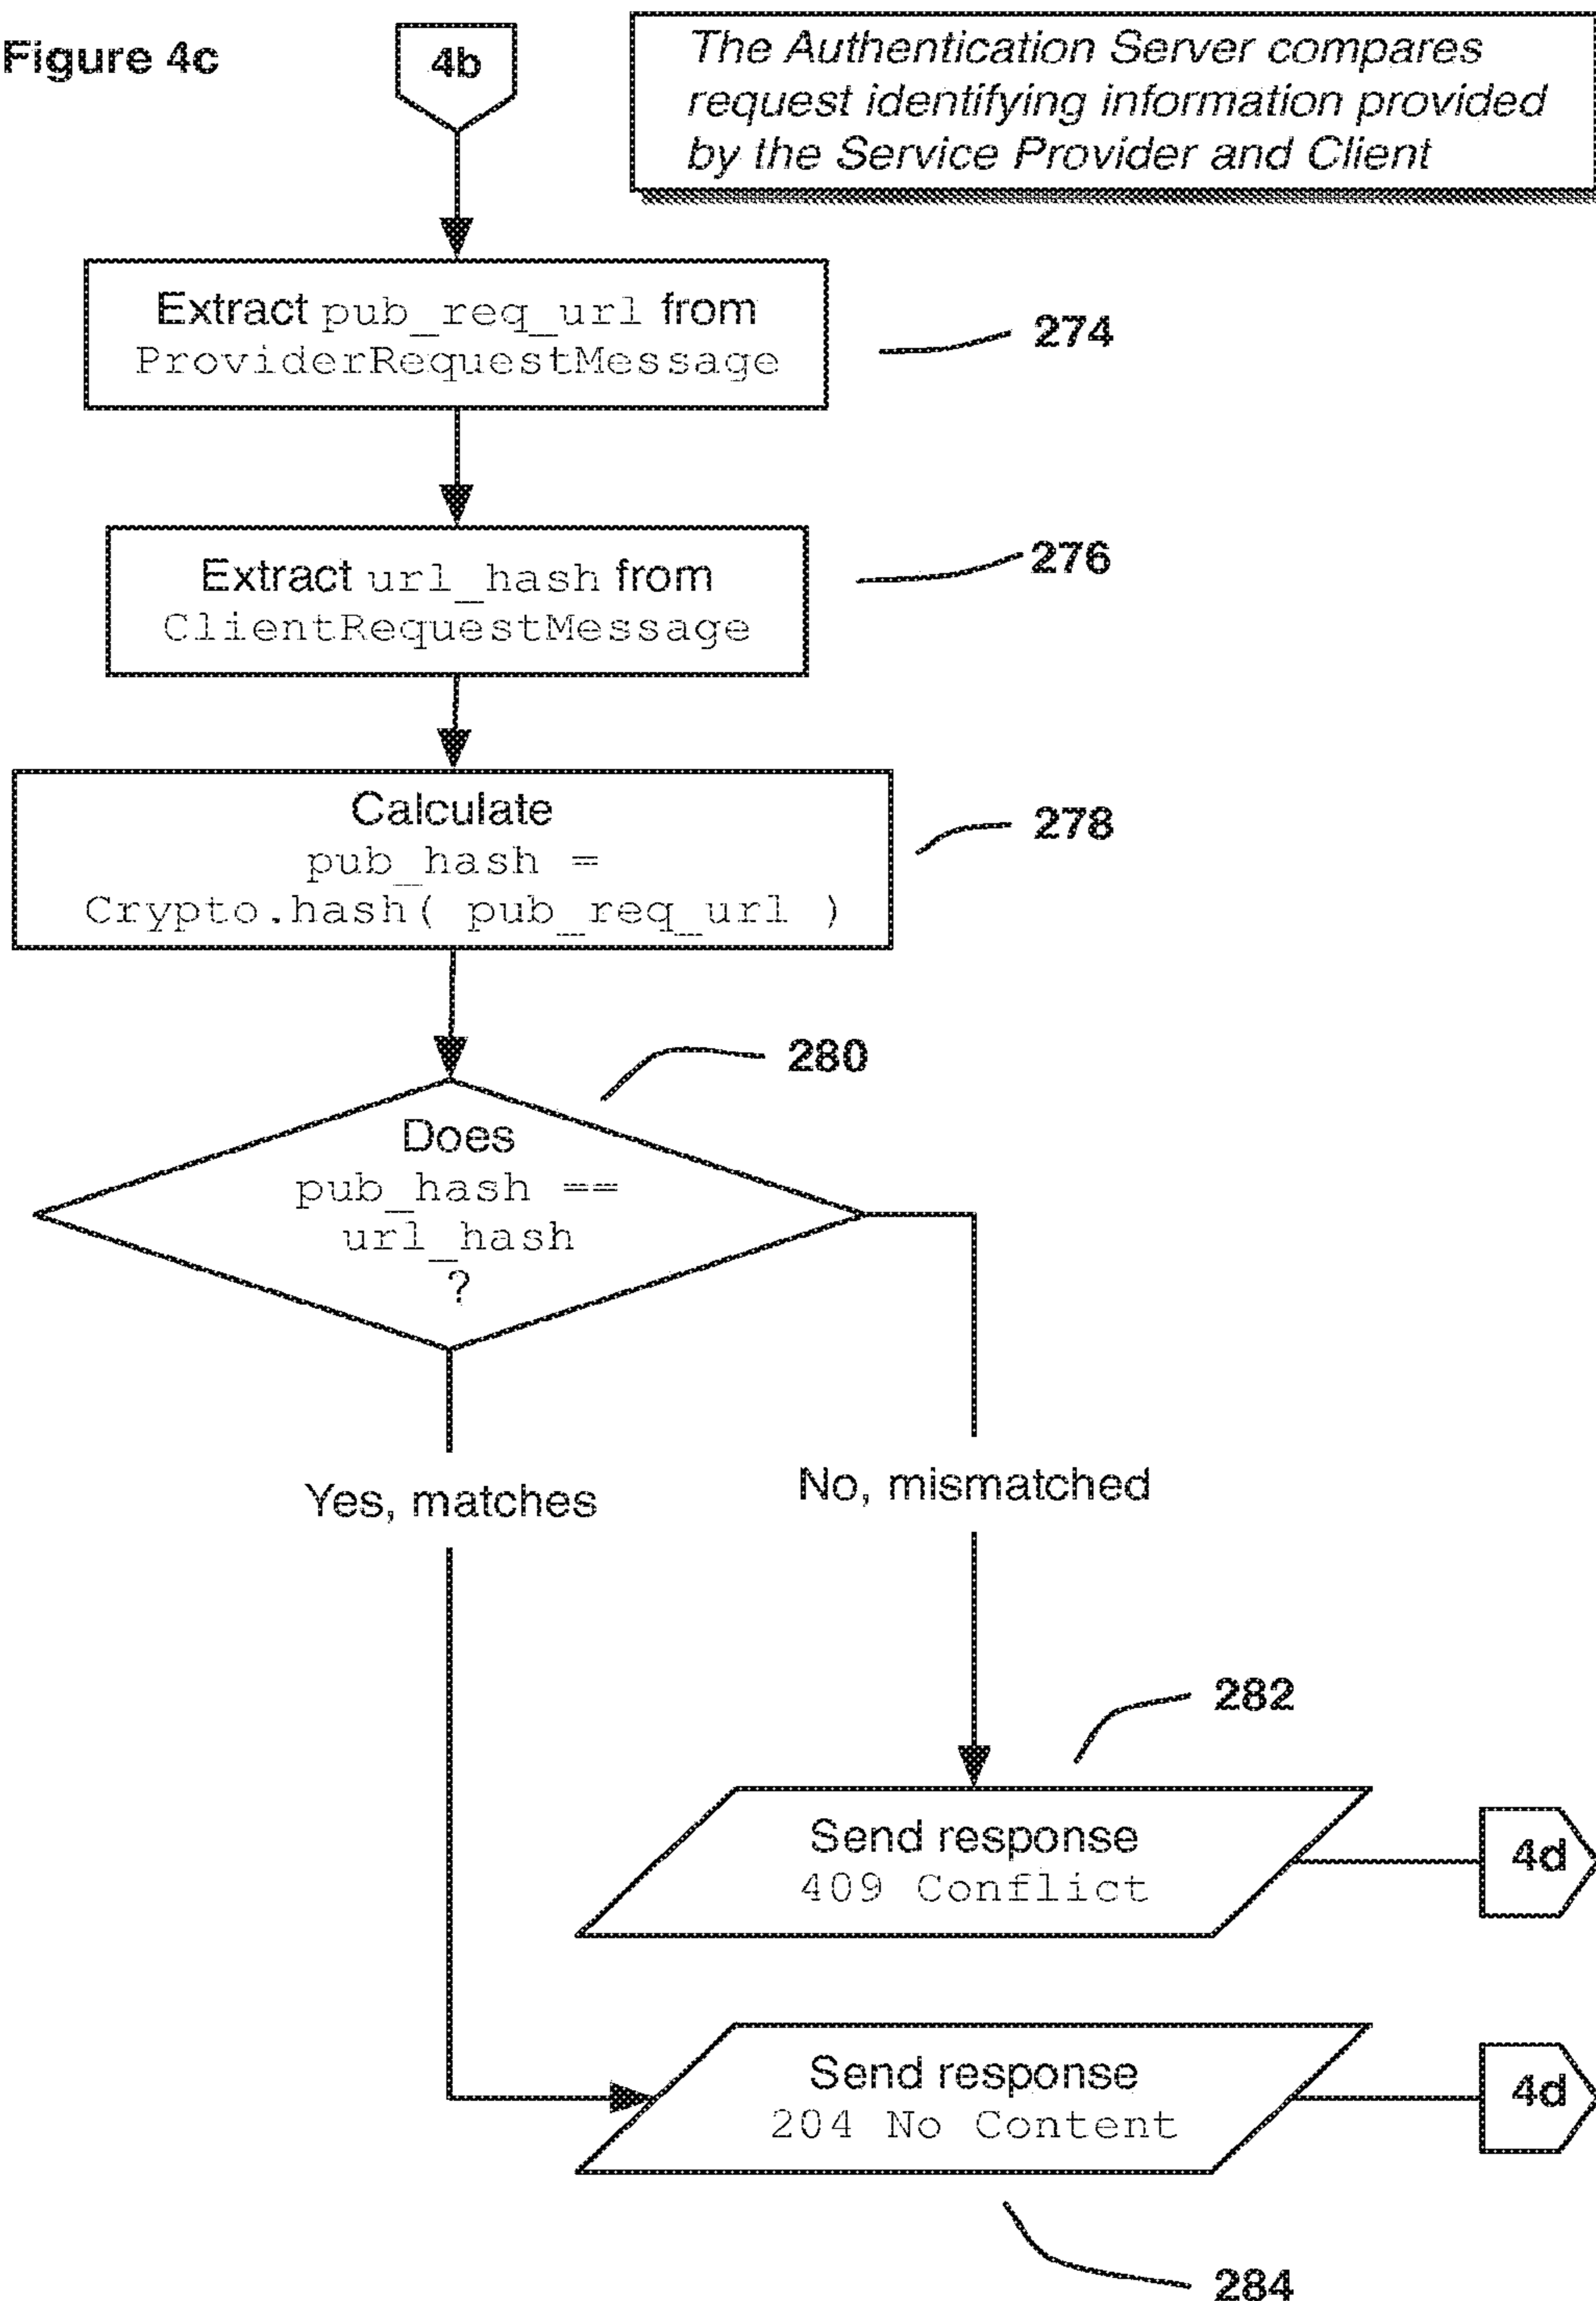 Figure 4c
4b
The Authentication Server compares
request identifying information provided
by the Service Provider and Client
Extract pub_req_url from
ProviderRequestMessage
274
Extract url_hash from
ClientRequestMessage
276
Calculate
pub_hash =
Crypto.hash( pub_req_url )
278
280
Does
pub_hash ==
url_hash
?
Yes, matches
No, mismatched
282
Send response
409 Conflict
4d
Send response
204 No Content
4d
284